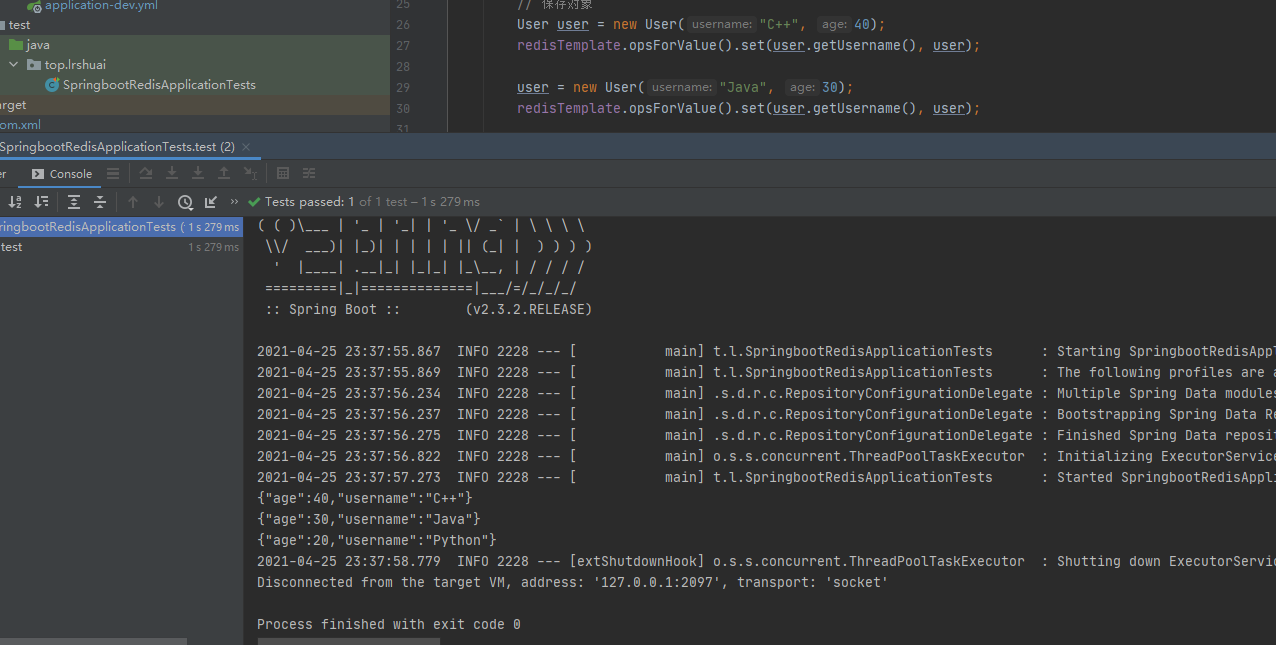 application-dev.yml
test
java
top.lrshuai
SpringbootRedisApplicationTests
arget
om.xml
25 // 保存对象
26 User user = new User( username: "C++", age: 40);
27 redisTemplate.opsForValue().set(user.getUsername(), user);
28
29 user = new User( username: "Java", age: 30);
30 redisTemplate.opsForValue().set(user.getUsername(), user);
31
SpringbootRedisApplicationTests.test (2) ×
er Console
» Tests passed: 1 of 1 test – 1 s 279 ms
ringbootRedisApplicationTests ( 1 s 279 ms
test 1 s 279 ms
( ( )\___ | '_ | '_| | '_ \/ _` | \ \ \ \
\\/  ___)| |_)| | | | | || (_| |  ) ) ) )
'  |____| .__|_| |_|_| |_\__, | / / / /
=========|_|==============|___/=/_/_/_/
:: Spring Boot ::        (v2.3.2.RELEASE)
2021-04-25 23:37:55.867  INFO 2228 --- [           main] t.l.SpringbootRedisApplicationTests      : Starting SpringbootRedisAppl
2021-04-25 23:37:55.869  INFO 2228 --- [           main] t.l.SpringbootRedisApplicationTests      : The following profiles are a
2021-04-25 23:37:56.234  INFO 2228 --- [           main] .s.d.r.c.RepositoryConfigurationDelegate : Multiple Spring Data modules
2021-04-25 23:37:56.237  INFO 2228 --- [           main] .s.d.r.c.RepositoryConfigurationDelegate : Bootstrapping Spring Data Re
2021-04-25 23:37:56.275  INFO 2228 --- [           main] .s.d.r.c.RepositoryConfigurationDelegate : Finished Spring Data reposit
2021-04-25 23:37:56.822  INFO 2228 --- [           main] o.s.s.concurrent.ThreadPoolTaskExecutor  : Initializing ExecutorService
2021-04-25 23:37:57.273  INFO 2228 --- [           main] t.l.SpringbootRedisApplicationTests      : Started SpringbootRedisAppli
{"age":40,"username":"C++"}
{"age":30,"username":"Java"}
{"age":20,"username":"Python"}
2021-04-25 23:37:58.779  INFO 2228 --- [extShutdownHook] o.s.s.concurrent.ThreadPoolTaskExecutor  : Shutting down ExecutorServic
Disconnected from the target VM, address: '127.0.0.1:2097', transport: 'socket'
Process finished with exit code 0